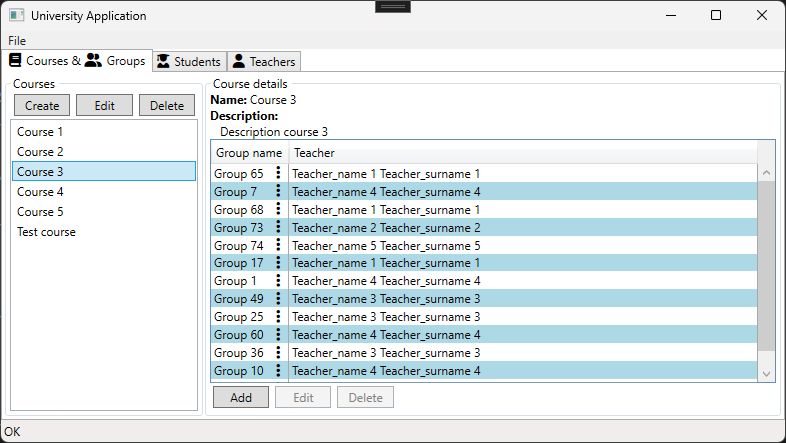 University Application
File
Courses & Groups Students Teachers
Courses
Create Edit Delete
Course 1
Course 2
Course 3
Course 4
Course 5
Test course
Course details
Name: Course 3
Description:
Description course 3
Group name Teacher
Group 65 Teacher_name 1 Teacher_surname 1
Group 7 Teacher_name 4 Teacher_surname 4
Group 68 Teacher_name 1 Teacher_surname 1
Group 73 Teacher_name 2 Teacher_surname 2
Group 74 Teacher_name 5 Teacher_surname 5
Group 17 Teacher_name 1 Teacher_surname 1
Group 1 Teacher_name 4 Teacher_surname 4
Group 49 Teacher_name 3 Teacher_surname 3
Group 25 Teacher_name 3 Teacher_surname 3
Group 60 Teacher_name 4 Teacher_surname 4
Group 36 Teacher_name 3 Teacher_surname 3
Group 10 Teacher_name 4 Teacher_surname 4
Add Edit Delete
OK